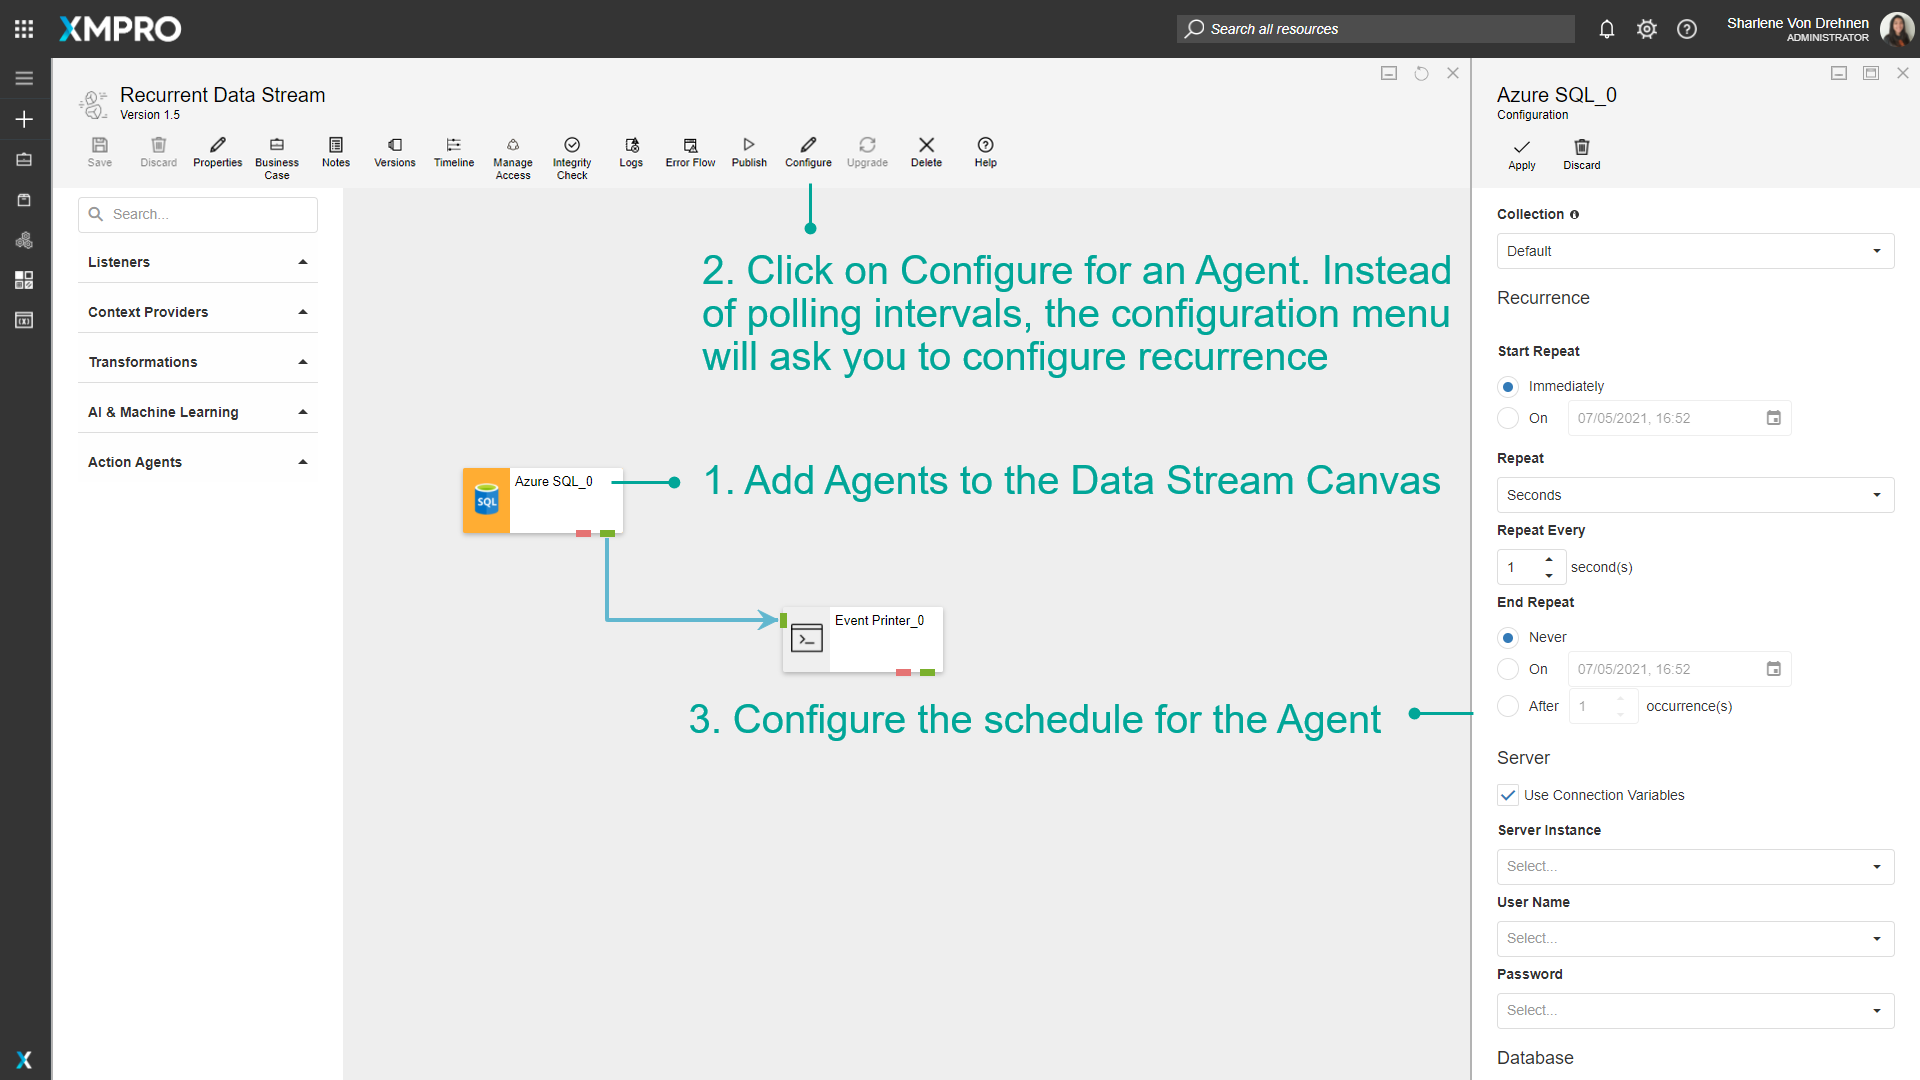 XMPRO
Search all resources
Sharlene Von Drehnen
ADMINISTRATOR
Recurrent Data Stream
Version 1.5
Save
Discard
Properties
Business
Case
Notes
Versions
Timeline
Manage
Access
Integrity
Check
Logs
Error Flow
Publish
Configure
Upgrade
Delete
Help
Search...
Listeners
Context Providers
Transformations
AI & Machine Learning
Action Agents
2. Click on Configure for an Agent. Instead
of polling intervals, the configuration menu
will ask you to configure recurrence
SQL
Azure SQL_0
1. Add Agents to the Data Stream Canvas
Event Printer_0
3. Configure the schedule for the Agent
Azure SQL_0
Configuration
Apply
Discard
Collection
Default
Recurrence
Start Repeat
Immediately
On 07/05/2021, 16:52
Repeat
Seconds
Repeat Every
1 second(s)
End Repeat
Never
On 07/05/2021, 16:52
After 1 occurrence(s)
Server
Use Connection Variables
Server Instance
Select...
User Name
Select...
Password
Select...
Database